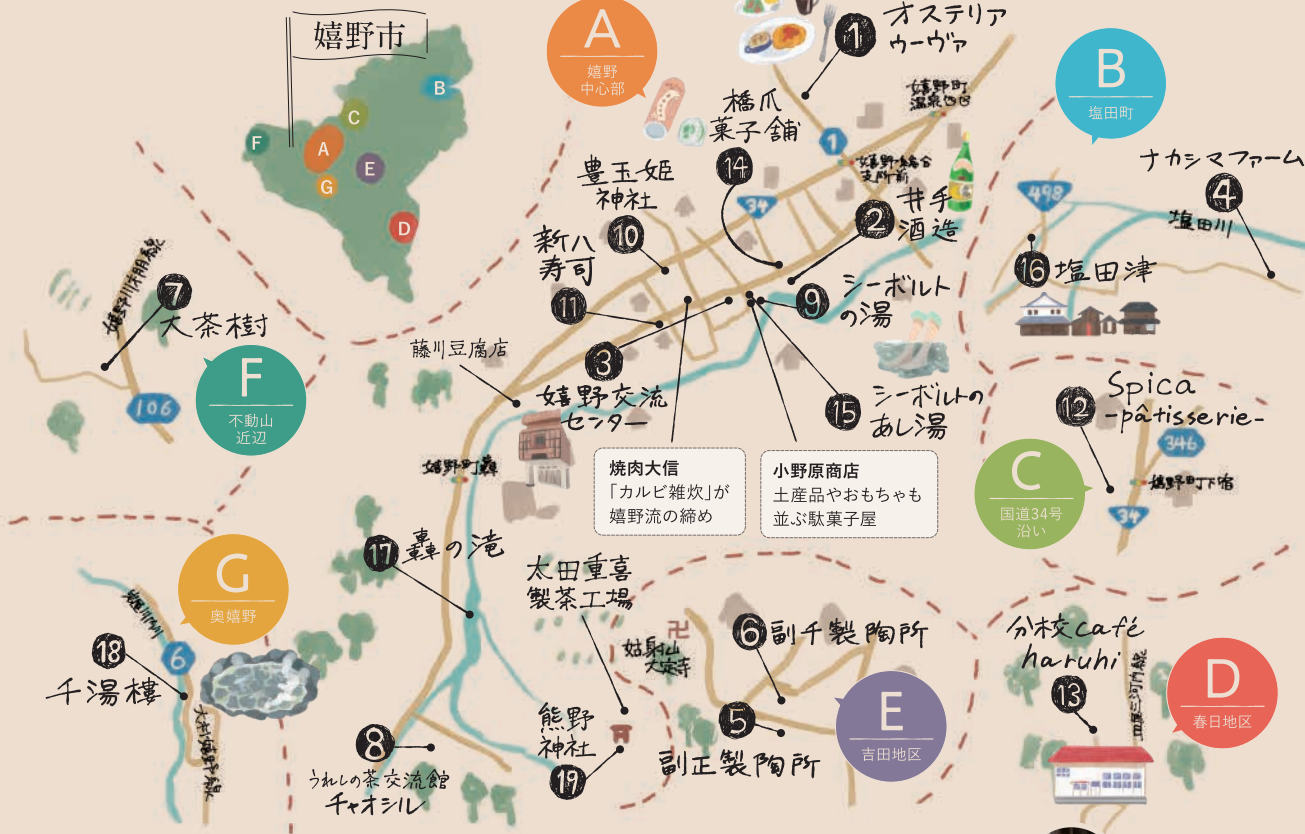 嬉野市
B
C
F
A
E
G
D
A
嬉野
中心部
1
オステリア
ゥーヴァ
嬉野町
1
嬉野総合
支所前
橋爪
菓子舗
14
34
豊玉姫
神社
10
2
井手
酒造
新八
寿司
11
9
シーボルト
の湯
3
嬉野交流
センター
藤川豆腐店
15
シーボルトの
あし湯
焼肉大信
「カルビ雑炊」が
嬉野流の締め
小野原商店
土産品やおもちゃも
並ぶ駄菓子屋
嬉野町轟
17
轟の滝
太田重喜
製茶工場
熊野
神社
19
8
うれしの茶交流館
チャオシル
B
塩田町
ナカシマファーム
4
498
塩田川
16
塩田津
7
大茶樹
106
F
不動山
近辺
12
Spica
-pâtisserie-
346
嬉野町下宿
34
C
国道34号
沿い
G
奥嬉野
6
18
千湯樓
6
副千製陶所
5
副正製陶所
E
吉田地区
分校café
haruhi
13
D
春日地区